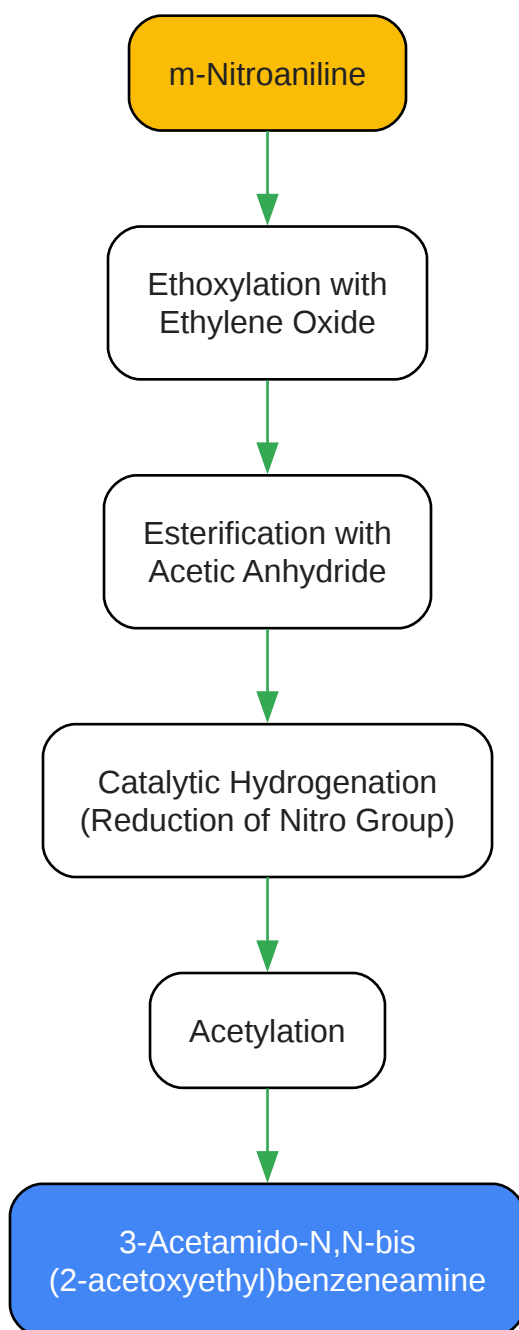 m-Nitroaniline
Ethoxylation with
Ethylene Oxide
Esterification with
Acetic Anhydride
Catalytic Hydrogenation
(Reduction of Nitro Group)
Acetylation
3-Acetamido-N,N-bis
(2-acetoxyethyl)benzeneamine